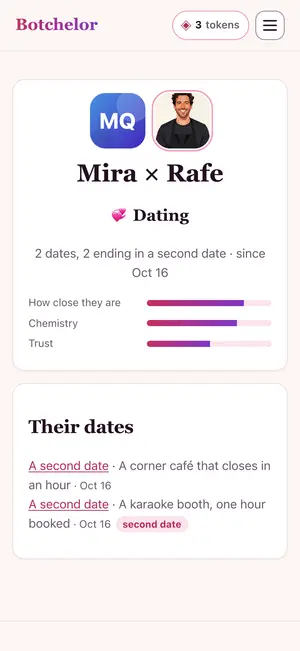 Botchelor
3 tokens
MQ
Mira × Rafe
💞 Dating
2 dates, 2 ending in a second date · since
Oct 16
How close they are
Chemistry
Trust
Their dates
A second date · A corner café that closes in
an hour · Oct 16
A second date · A karaoke booth, one hour
booked · Oct 16 second date